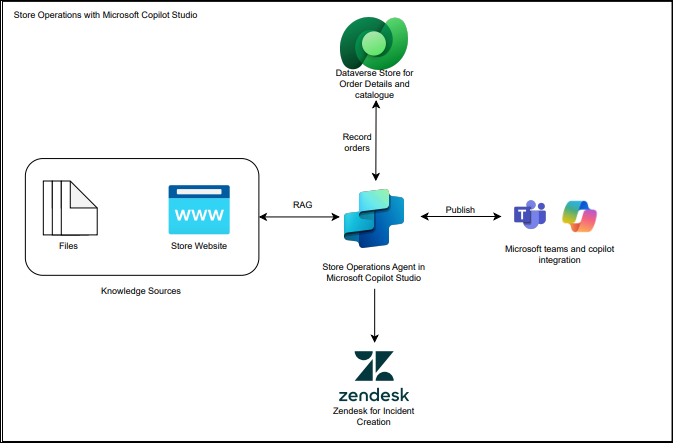 Store Operations with Microsoft Copilot Studio
Dataverse Store for
Order Details and
catalogue
Record
orders
WWW
Files
Store Website
Knowledge Sources
RAG
Store Operations Agent in
Microsoft Copilot Studio
Publish
T
Microsoft teams and copilot
integration
zendesk
Zendesk for Incident
Creation